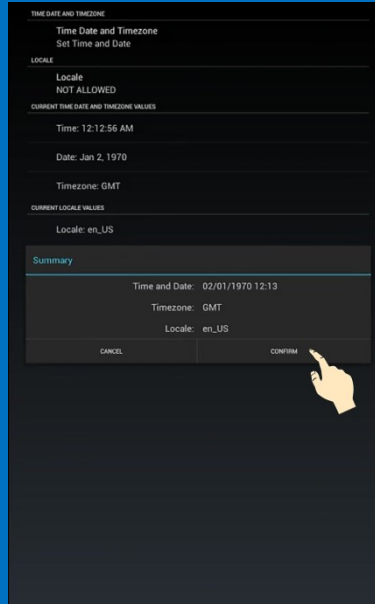 TIME DATE AND TIMEZONE
Time Date and Timezone
Set Time and Date
LOCALE
Locale
NOT ALLOWED
CURRENT TIME DATE AND TIMEZONE VALUES
Time: 12:12:56 AM
Date: Jan 2, 1970
Timezone: GMT
CURRENT LOCALE VALUES
Locale: en_US
Summary
Time and Date: 02/01/1970 12:13
Timezone: GMT
Locale: en_US
CANCEL CONFIRM